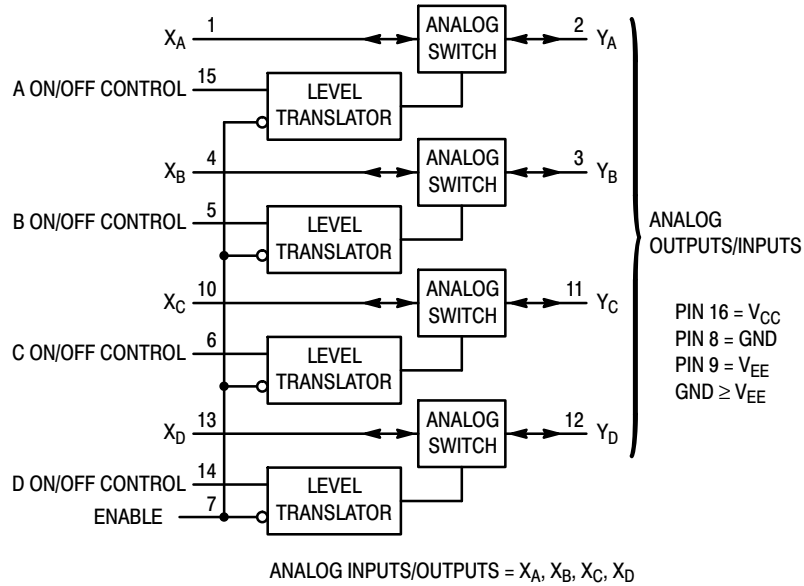 X_A 1 ANALOG SWITCH 2 Y_A
A ON/OFF CONTROL 15 LEVEL TRANSLATOR
X_B 4 ANALOG SWITCH 3 Y_B
B ON/OFF CONTROL 5 LEVEL TRANSLATOR
X_C 10 ANALOG SWITCH 11 Y_C
C ON/OFF CONTROL 6 LEVEL TRANSLATOR
X_D 13 ANALOG SWITCH 12 Y_D
D ON/OFF CONTROL 14 LEVEL TRANSLATOR
ENABLE 7
ANALOG
OUTPUTS/INPUTS
PIN 16 = V_CC
PIN 8 = GND
PIN 9 = V_EE
GND ≥ V_EE
ANALOG INPUTS/OUTPUTS = X_A, X_B, X_C, X_D